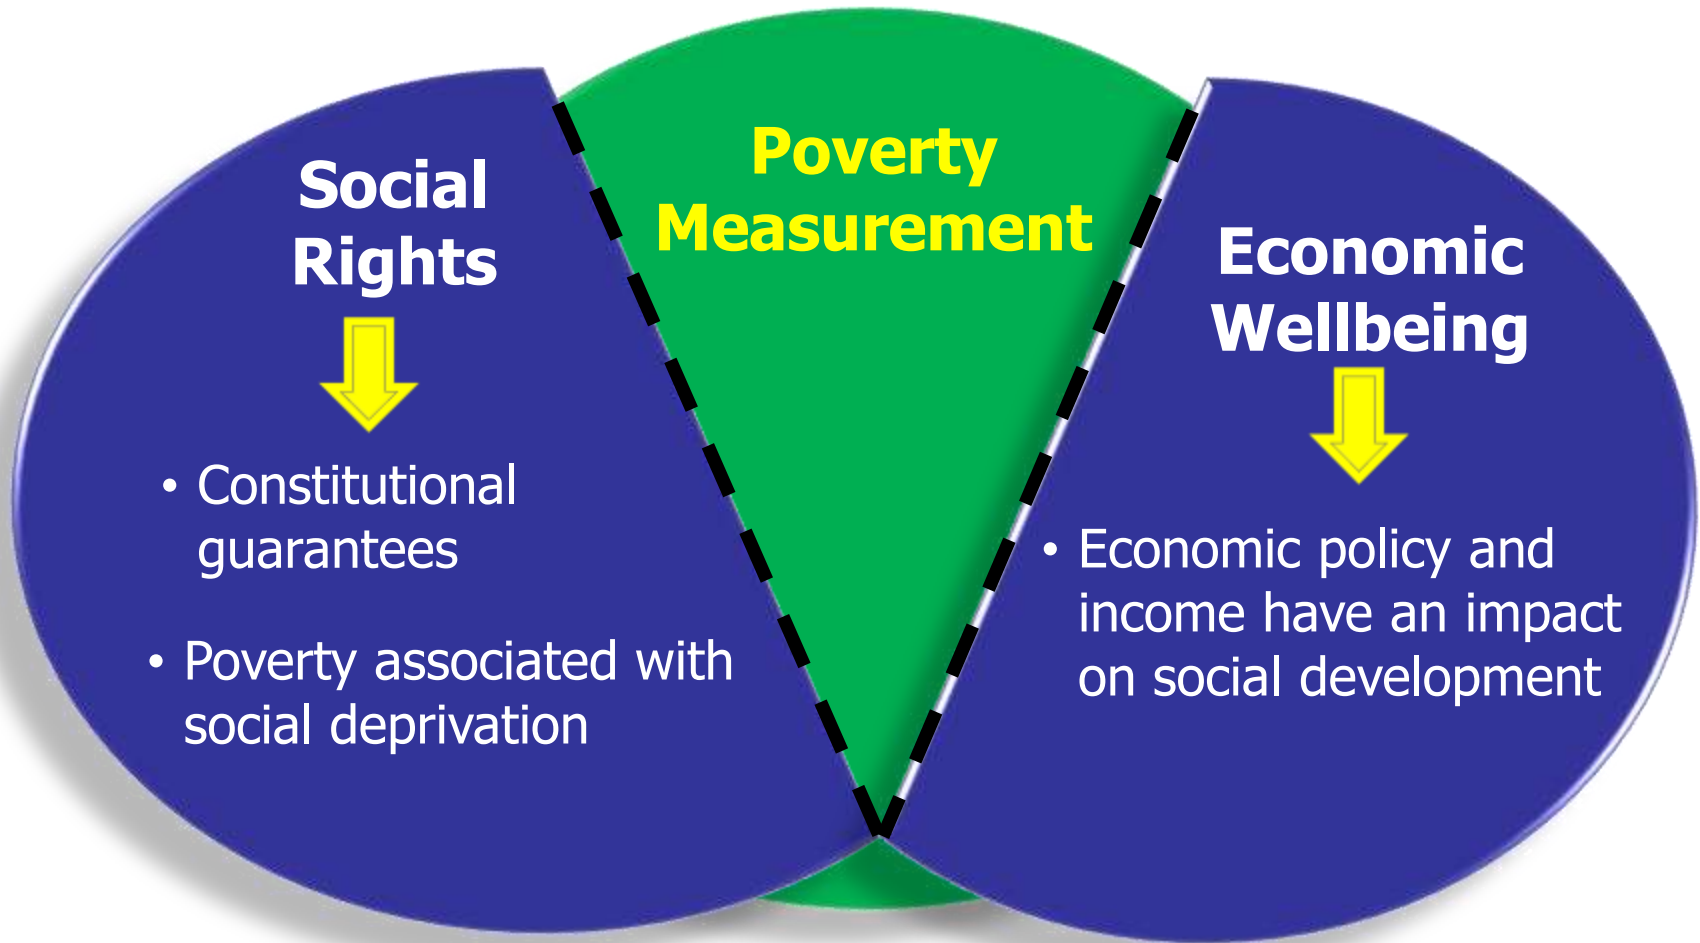 Social
Rights
• Constitutional
guarantees
• Poverty associated with
social deprivation
Poverty
Measurement
Economic
Wellbeing
• Economic policy and
income have an impact
on social development